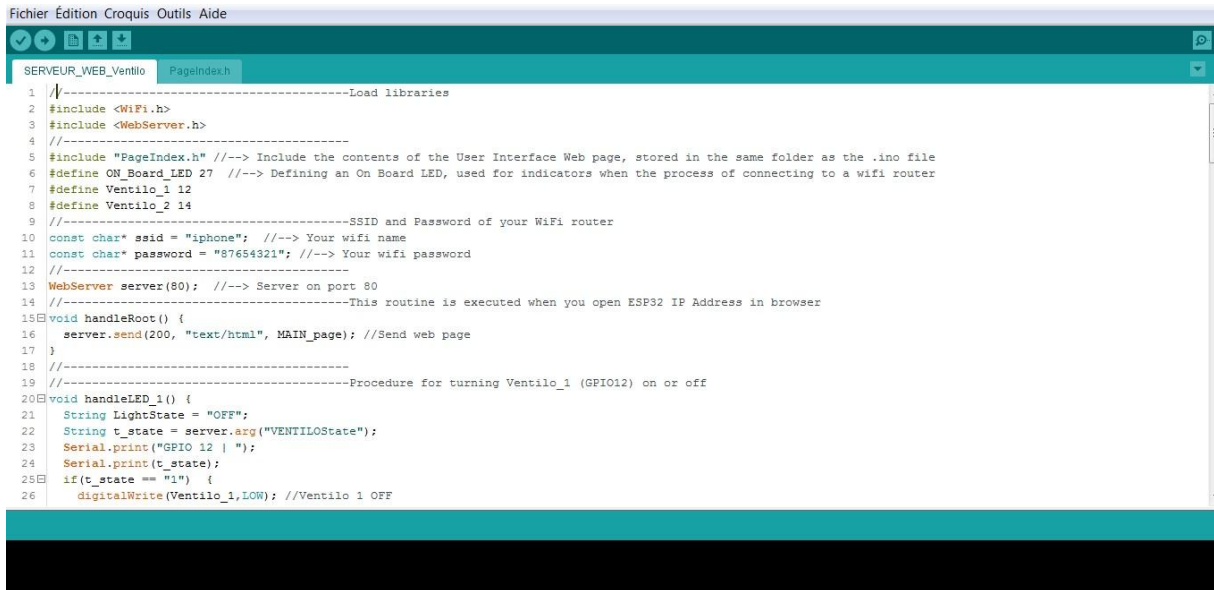 Fichier Édition Croquis Outils Aide
SERVEUR_WEB_Ventilo PageIndex.h
1 //----------------------------------------Load libraries
2 #include <WiFi.h>
3 #include <WebServer.h>
4 //----------------------------------------
5 #include "PageIndex.h" //--> Include the contents of the User Interface Web page, stored in the same folder as the .ino file
6 #define ON_Board_LED 27 //--> Defining an On Board LED, used for indicators when the process of connecting to a wifi router
7 #define Ventilo_1 12
8 #define Ventilo_2 14
9 //----------------------------------------SSID and Password of your WiFi router
10 const char* ssid = "iphone"; //--> Your wifi name
11 const char* password = "87654321"; //--> Your wifi password
12 //----------------------------------------
13 WebServer server(80); //--> Server on port 80
14 //----------------------------------------This routine is executed when you open ESP32 IP Address in browser
15 void handleRoot() {
16 server.send(200, "text/html", MAIN_page); //Send web page
17 }
18 //----------------------------------------
19 //----------------------------------------Procedure for turning Ventilo_1 (GPIO12) on or off
20 void handleLED_1() {
21 String LightState = "OFF";
22 String t_state = server.arg("VENTILOState");
23 Serial.print("GPIO 12 | ");
24 Serial.print(t_state);
25 if(t_state == "1") {
26 digitalWrite(Ventilo_1,LOW); //Ventilo 1 OFF